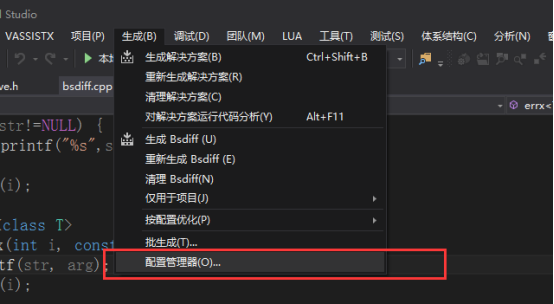 Studio
VASSISTX 项目(P) 生成(B) 调试(D) 团队(M) LUA 工具(T) 测试(S) 体系结构(C) 分析(N)
生成解决方案(B) Ctrl+Shift+B
重新生成解决方案(R)
ve.h bsdiff.cpp 清理解决方案(C)
对解决方案运行代码分析(Y) Alt+F11 errx<
str!=NULL) {
printf("%s",s 生成 Bsdiff (U)
重新生成 Bsdiff (E)
(i); 清理 Bsdiff(N)
仅用于项目(J)
class T> 按配置优化(P)
(int i, const 批生成(T)...
tf(str, arg); 配置管理器(O)...
(i);